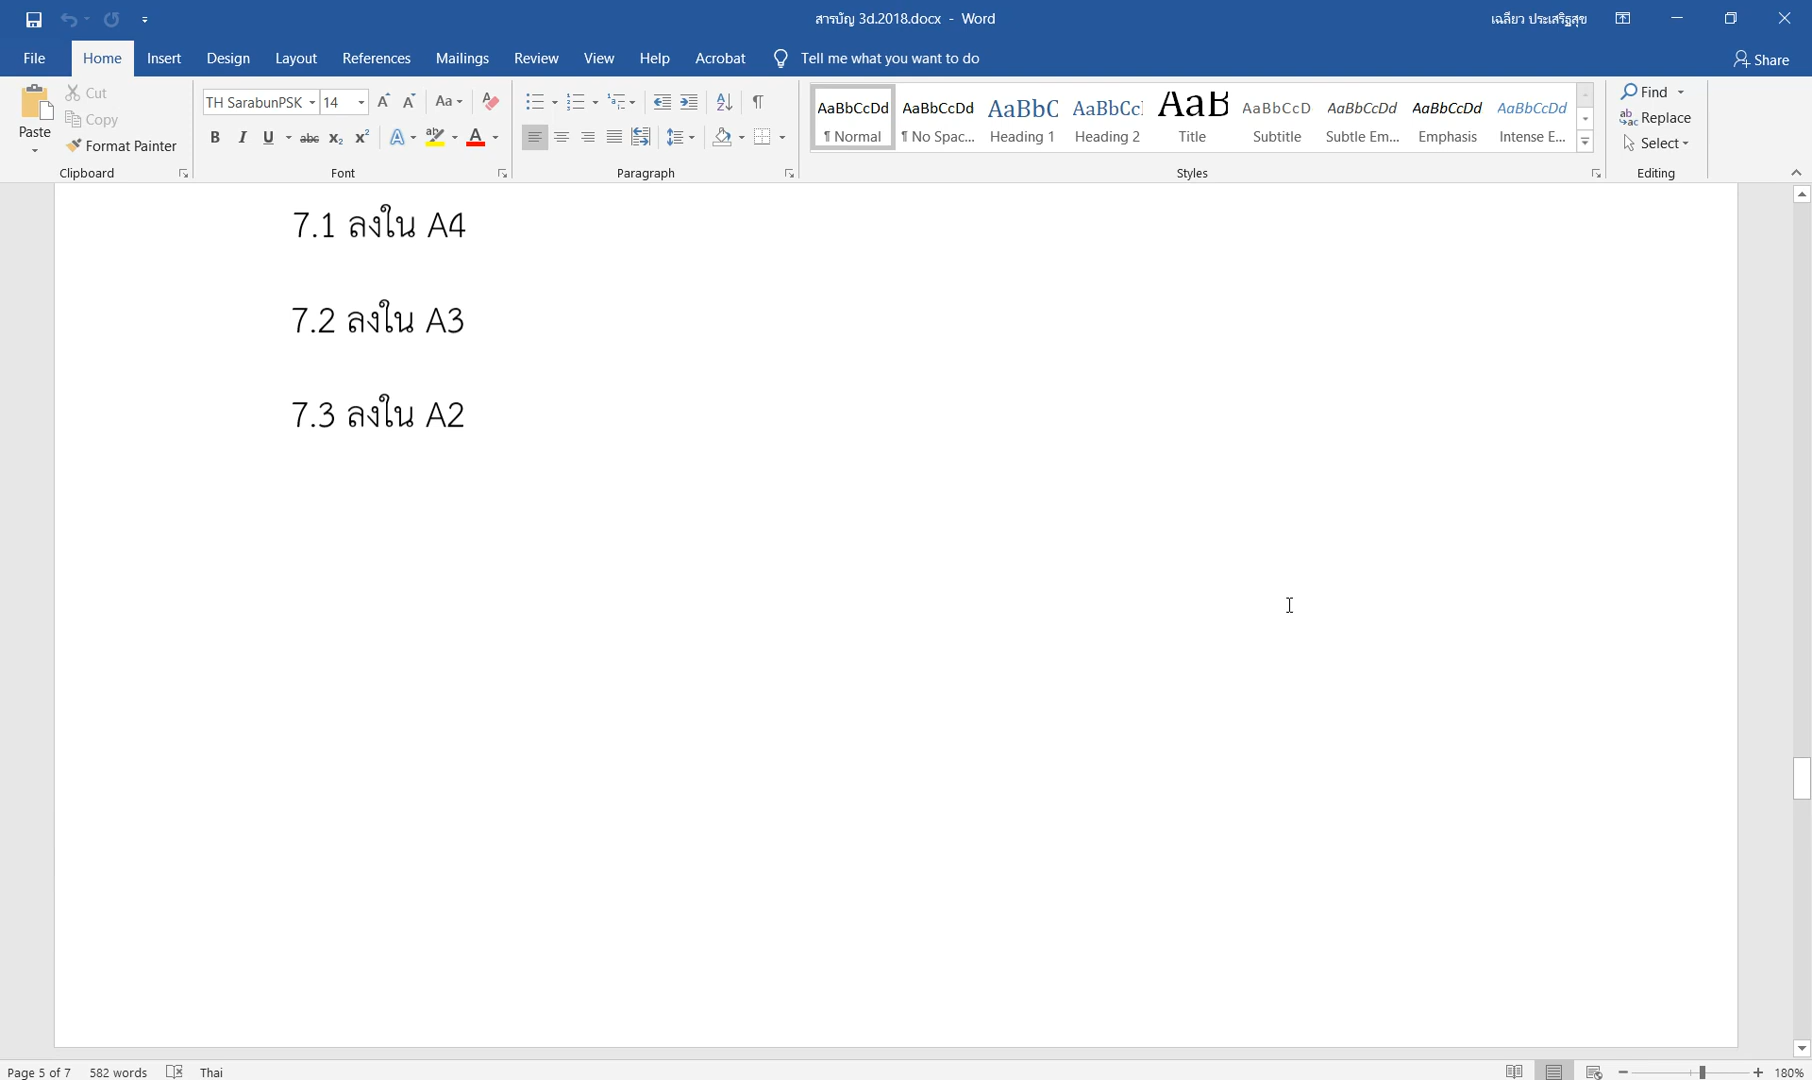 สารบัญ 3d.2018.docx - Word
เฉลียว ประเสริฐสุข
File Home Insert Design Layout References Mailings Review View Help Acrobat Tell me what you want to do Share
Paste
Cut
Copy
Format Painter
Clipboard
TH SarabunPSK 14
Font
Paragraph
AaBbCcDd AaBbCcDd AaBbC AaBbCc AaB AaBbCcD AaBbCcDd AaBbCcDd AaBbCcDd
¶ Normal ¶ No Spac... Heading 1 Heading 2 Title Subtitle Subtle Em... Emphasis Intense E...
Styles
Find
Replace
Select
Editing
7.1 ลงใน A4
7.2 ลงใน A3
7.3 ลงใน A2
Page 5 of 7 582 words Thai 180%